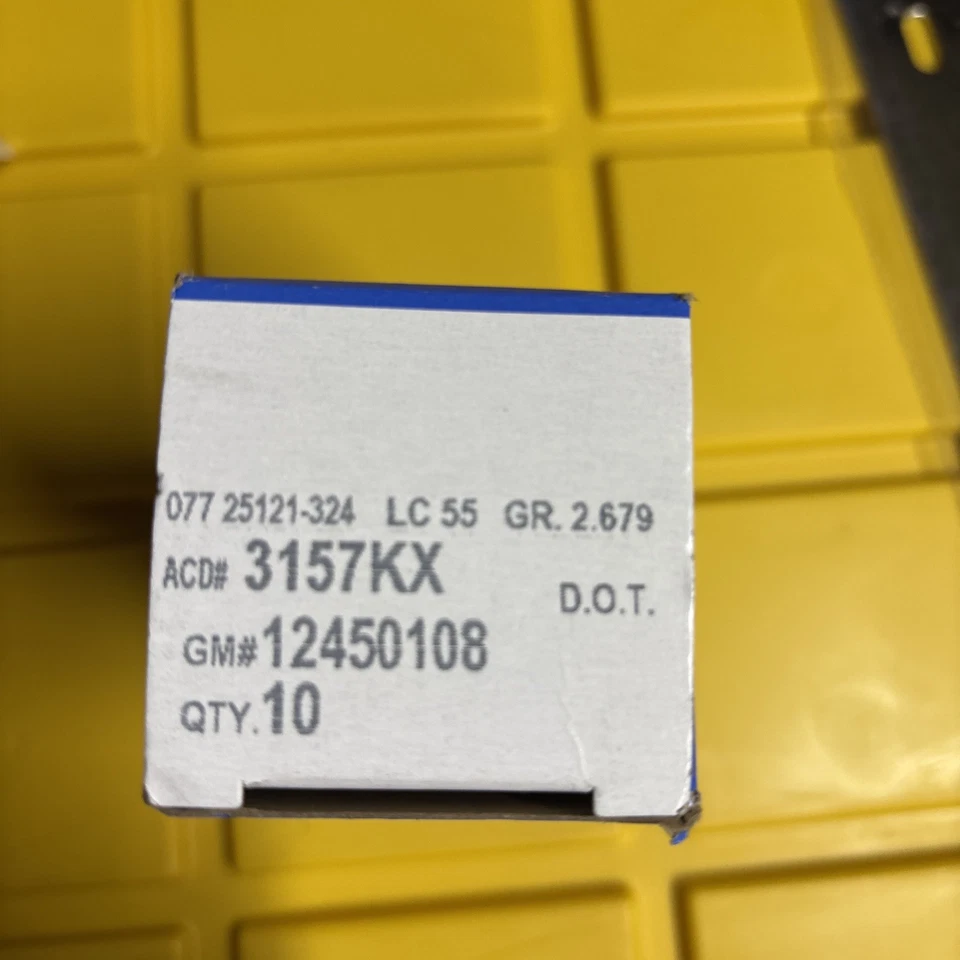 077 25121-324 LC 55 GR. 2.679
ACD# 3157KX
D.O.T.
GM# 12450108
QTY. 10